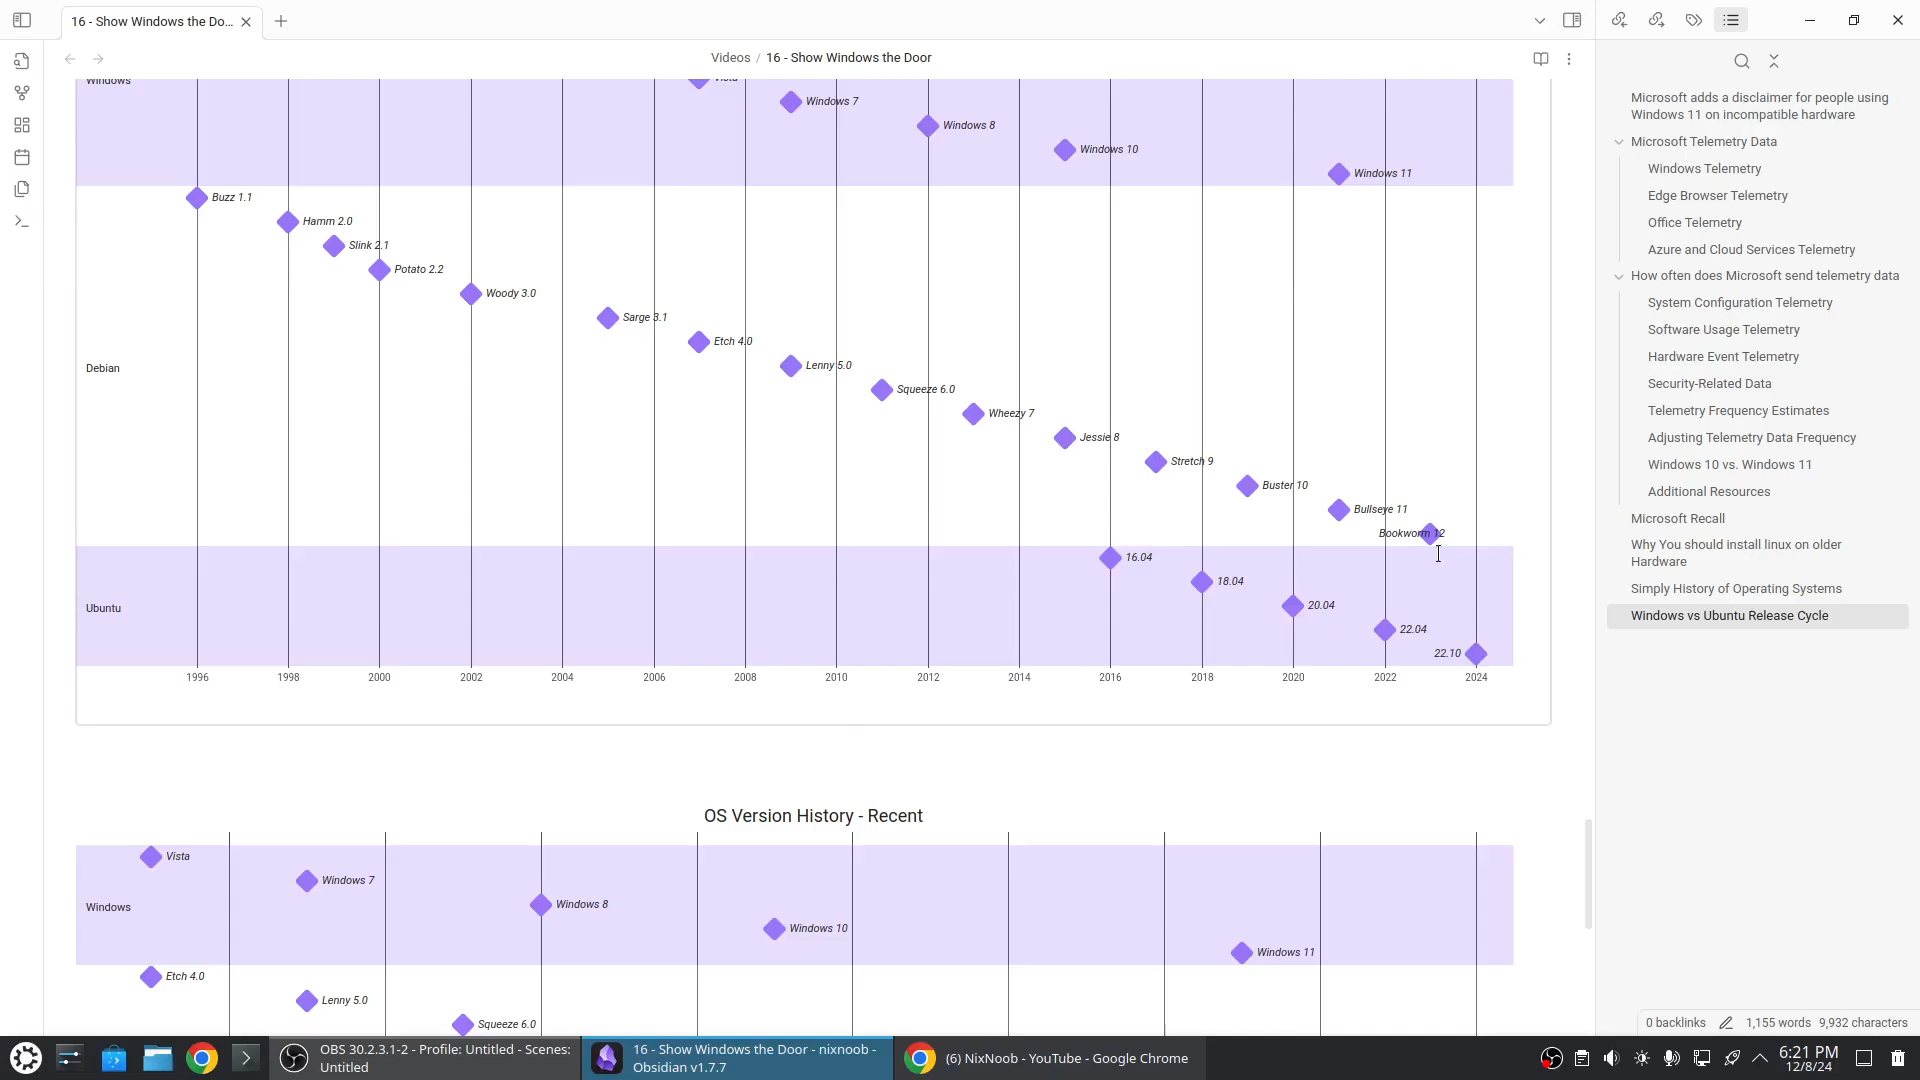 16 - Show Windows the Do...
Videos / 16 - Show Windows the Door
Windows
Vista
Windows 7
Windows 8
Windows 10
Windows 11
Buzz 1.1
Hamm 2.0
Slink 2.1
Potato 2.2
Woody 3.0
Sarge 3.1
Etch 4.0
Debian
Lenny 5.0
Squeeze 6.0
Wheezy 7
Jessie 8
Stretch 9
Buster 10
Bullseye 11
Bookworm 12
16.04
18.04
Ubuntu
20.04
22.04
22.10
1996 1998 2000 2002 2004 2006 2008 2010 2012 2014 2016 2018 2020 2022 2024
OS Version History - Recent
Vista
Windows 7
Windows
Windows 8
Windows 10
Windows 11
Etch 4.0
Lenny 5.0
Squeeze 6.0
Microsoft adds a disclaimer for people using
Windows 11 on incompatible hardware
Microsoft Telemetry Data
Windows Telemetry
Edge Browser Telemetry
Office Telemetry
Azure and Cloud Services Telemetry
How often does Microsoft send telemetry data
System Configuration Telemetry
Software Usage Telemetry
Hardware Event Telemetry
Security-Related Data
Telemetry Frequency Estimates
Adjusting Telemetry Data Frequency
Windows 10 vs. Windows 11
Additional Resources
Microsoft Recall
Why You should install linux on older
Hardware
Simply History of Operating Systems
Windows vs Ubuntu Release Cycle
0 backlinks 1,155 words 9,932 characters
OBS 30.2.3.1-2 - Profile: Untitled - Scenes:
Untitled
16 - Show Windows the Door - nixnoob -
Obsidian v1.7.7
(6) NixNoob - YouTube - Google Chrome
6:21 PM
12/8/24